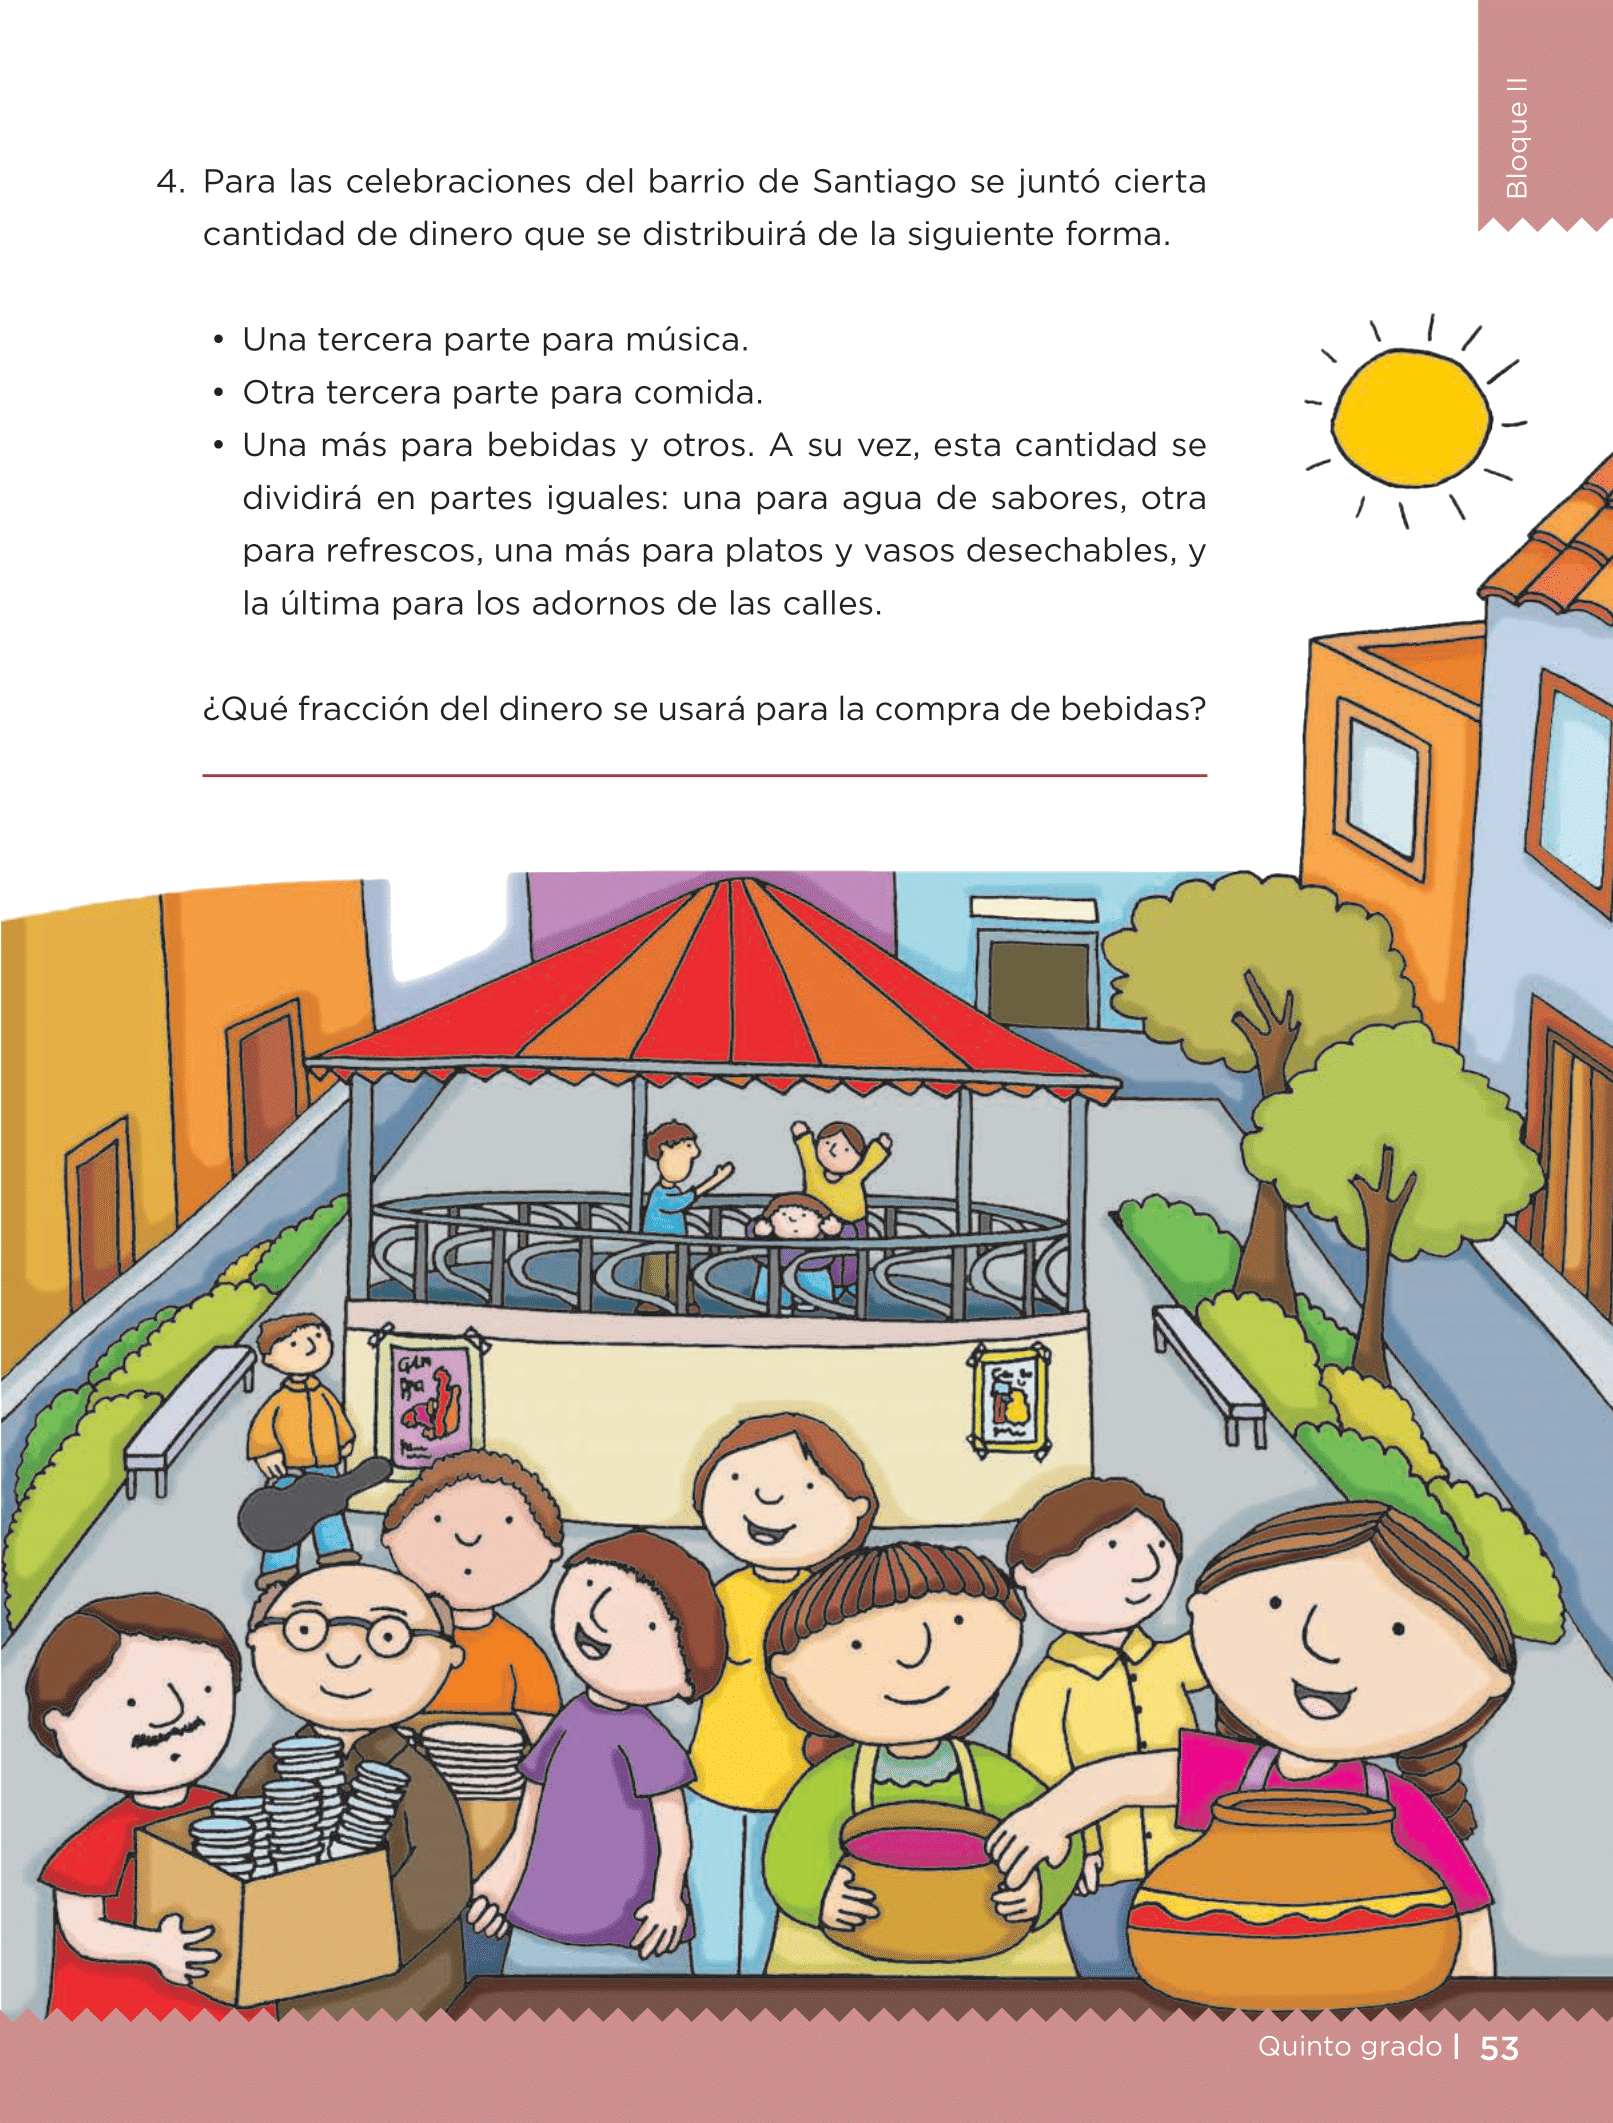 Bloque II
4. Para las celebraciones del barrio de Santiago se juntó cierta
cantidad de dinero que se distribuirá de la siguiente forma.
• Una tercera parte para música.
• Otra tercera parte para comida.
• Una más para bebidas y otros. A su vez, esta cantidad se
dividirá en partes iguales: una para agua de sabores, otra
para refrescos, una más para platos y vasos desechables, y
la última para los adornos de las calles.
¿Qué fracción del dinero se usará para la compra de bebidas?
Quinto grado | 53